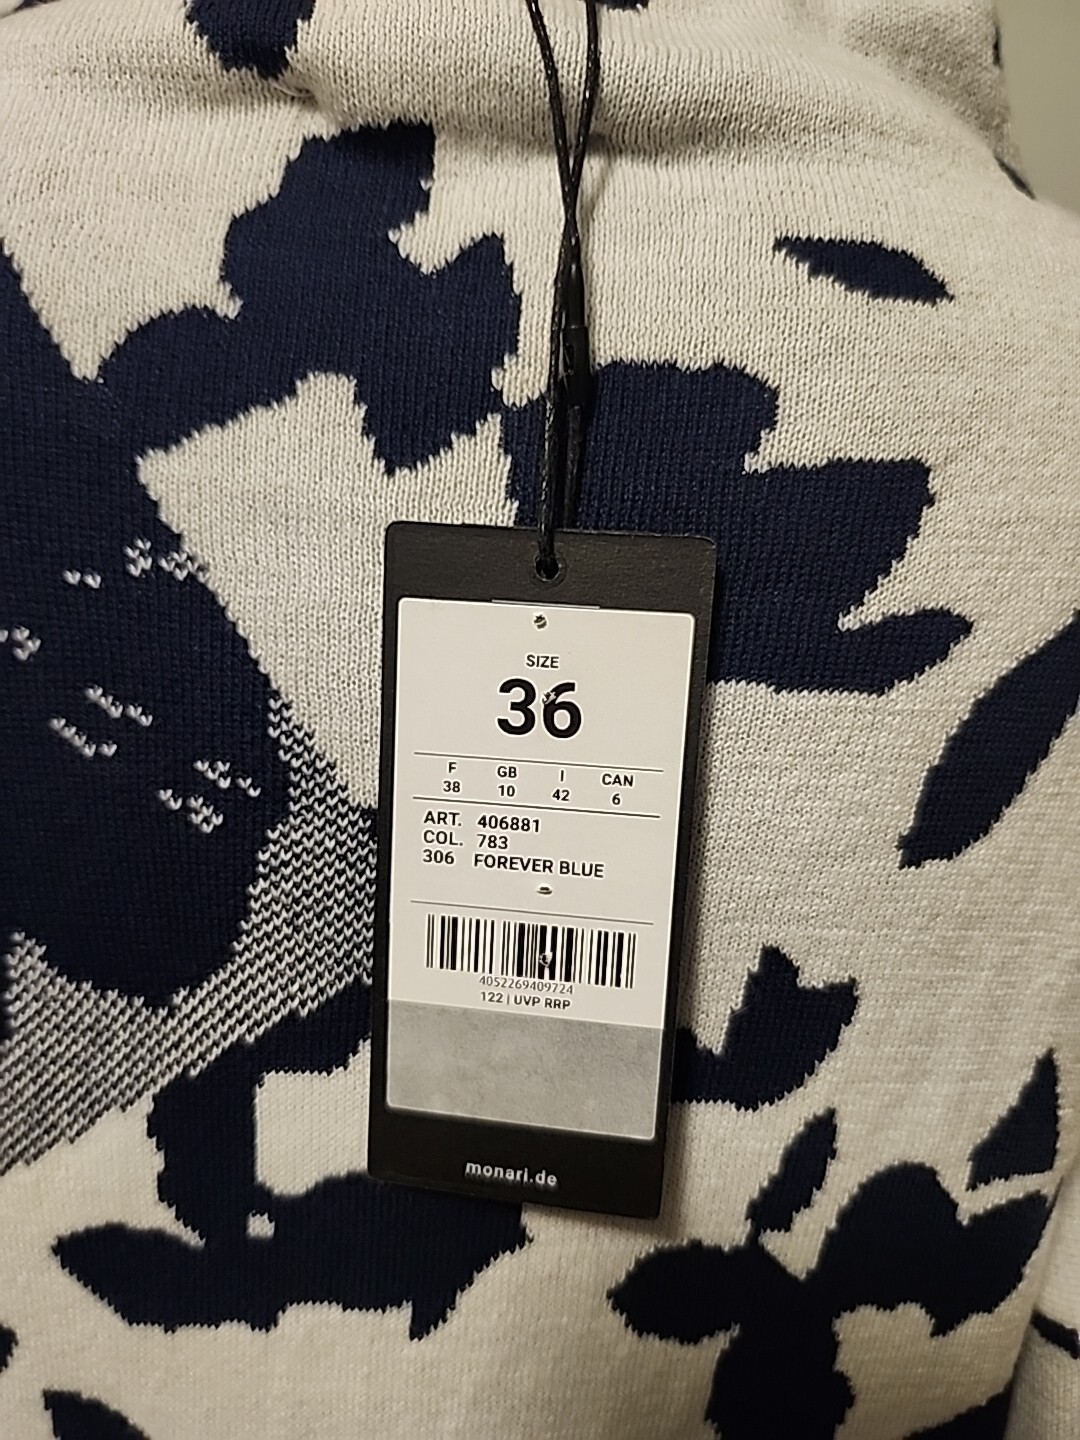 SIZE
36
F GB I CAN
38 10 42 6
ART. 406881
COL. 783
306 FOREVER BLUE
4052269409724
122 | UVP RRP
monari.de